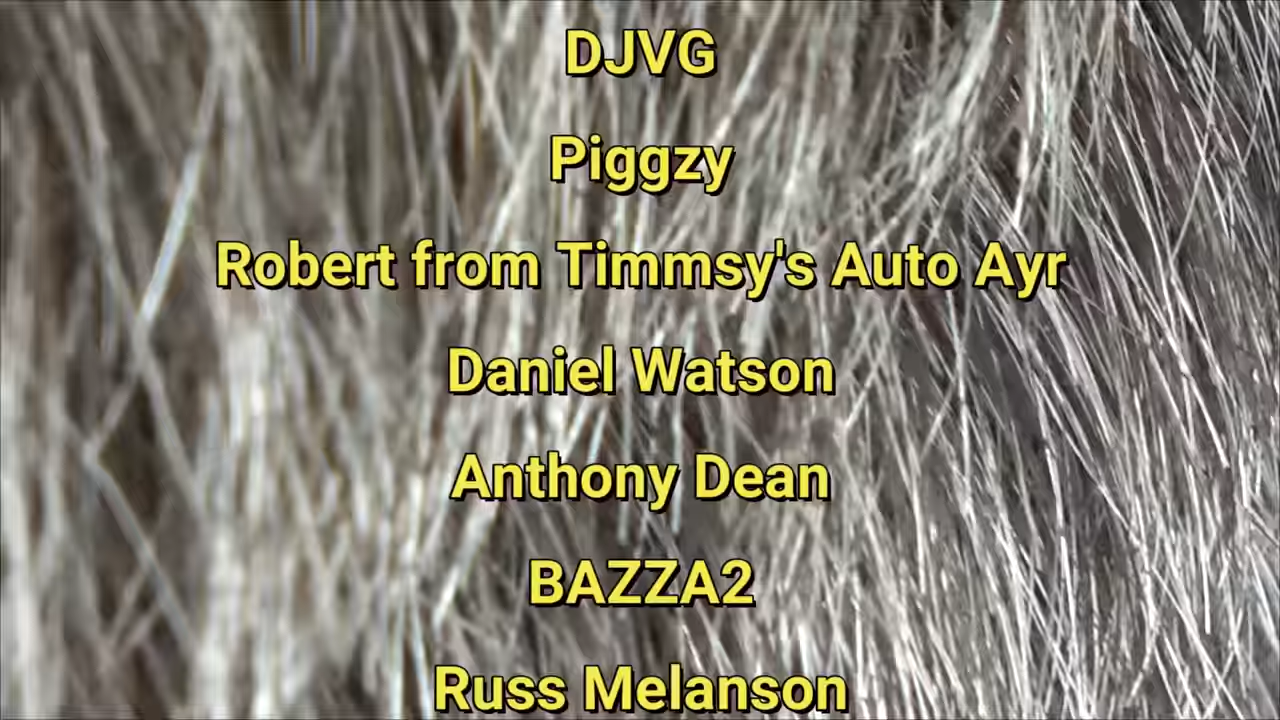 DJVG
Piggzy
Robert from Timmsy's Auto Ayr
Daniel Watson
Anthony Dean
BAZZA2
Russ Melanson